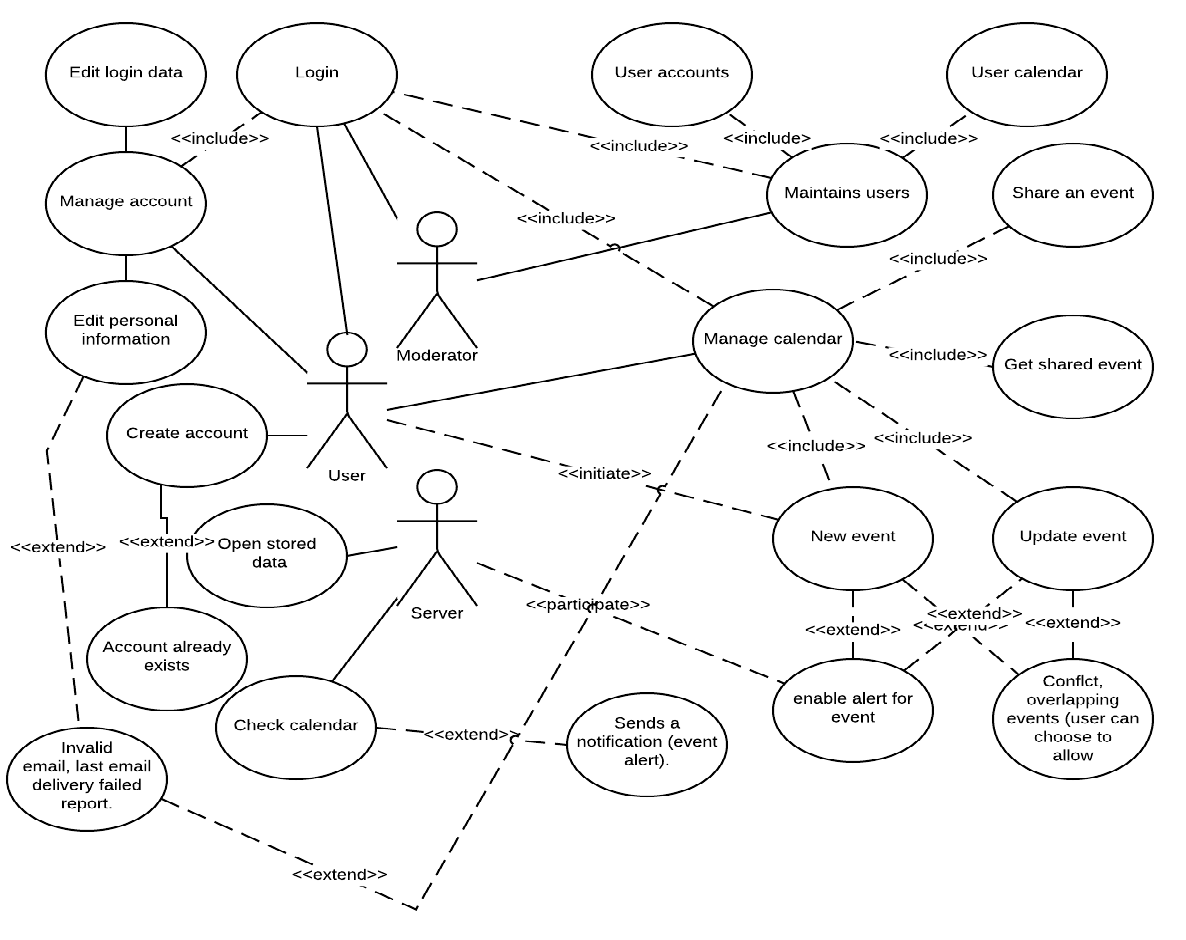 Edit login data
Login
User accounts
User calendar
<<include>>
<<include>>
<<include>>
<<include>>
Manage account
Maintains users
Share an event
<<include>>
<<include>>
Edit personal
information
Moderator
Manage calendar
<<include>>
Get shared event
Create account
User
<<include>>
<<include>>
<<initiate>>
<<extend>>
<<extend>>
Open stored
data
New event
Update event
Server
<<participate>>
<<extend>>
<<extend>>
<<extend>>
<<extend>>
Account already
exists
Check calendar
<<extend>>
Sends a
notification (event
alert).
enable alert for
event
Conflct,
overlapping
events (user can
choose to
allow
Invalid
email, last email
delivery failed
report.
<<extend>>